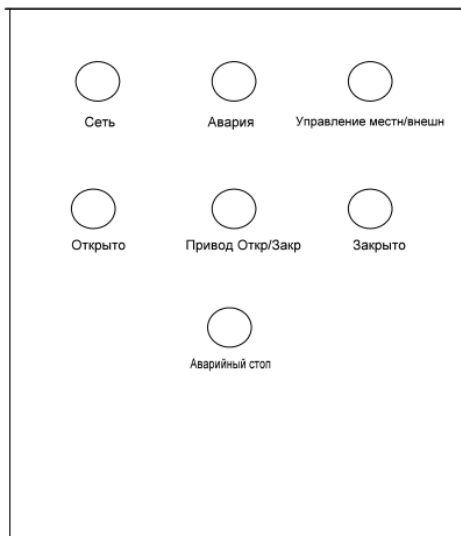 Сеть
Авария
Управление местн/внешн
Открыто
Привод Откр/Закр
Закрыто
Аварийный стоп